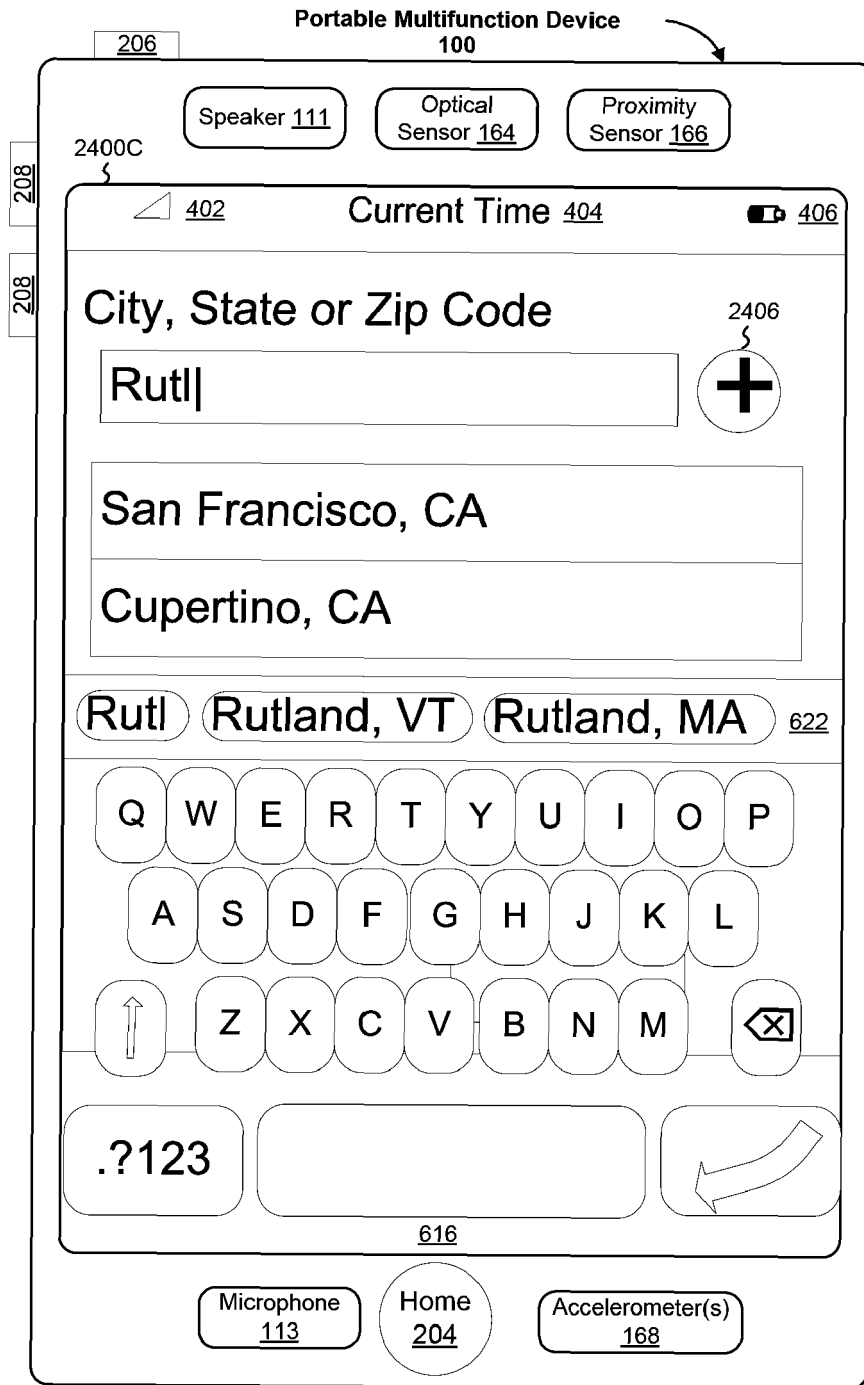 Portable Multifunction Device
100
206
Speaker 111
Optical
Sensor 164
Proximity
Sensor 166
2400C
208
208
402
Current Time 404
406
City, State or Zip Code
2406
Rutl
San Francisco, CA
Cupertino, CA
Rutl
Rutland, VT
Rutland, MA
622
Q W E R T Y U I O P
A S D F G H J K L
Z X C V B N M
.?123
616
Microphone
113
Home
204
Accelerometer(s)
168